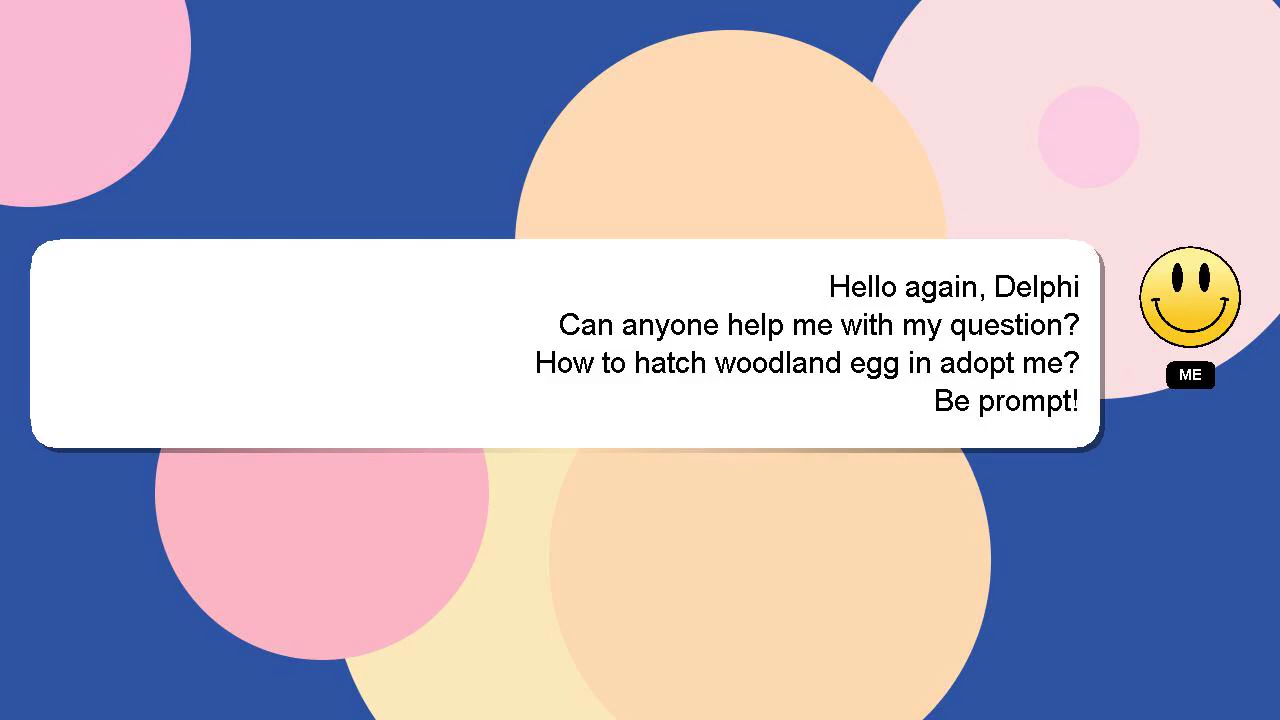 Hello again, Delphi
Can anyone help me with my question?
How to hatch woodland egg in adopt me?
Be prompt!
ME